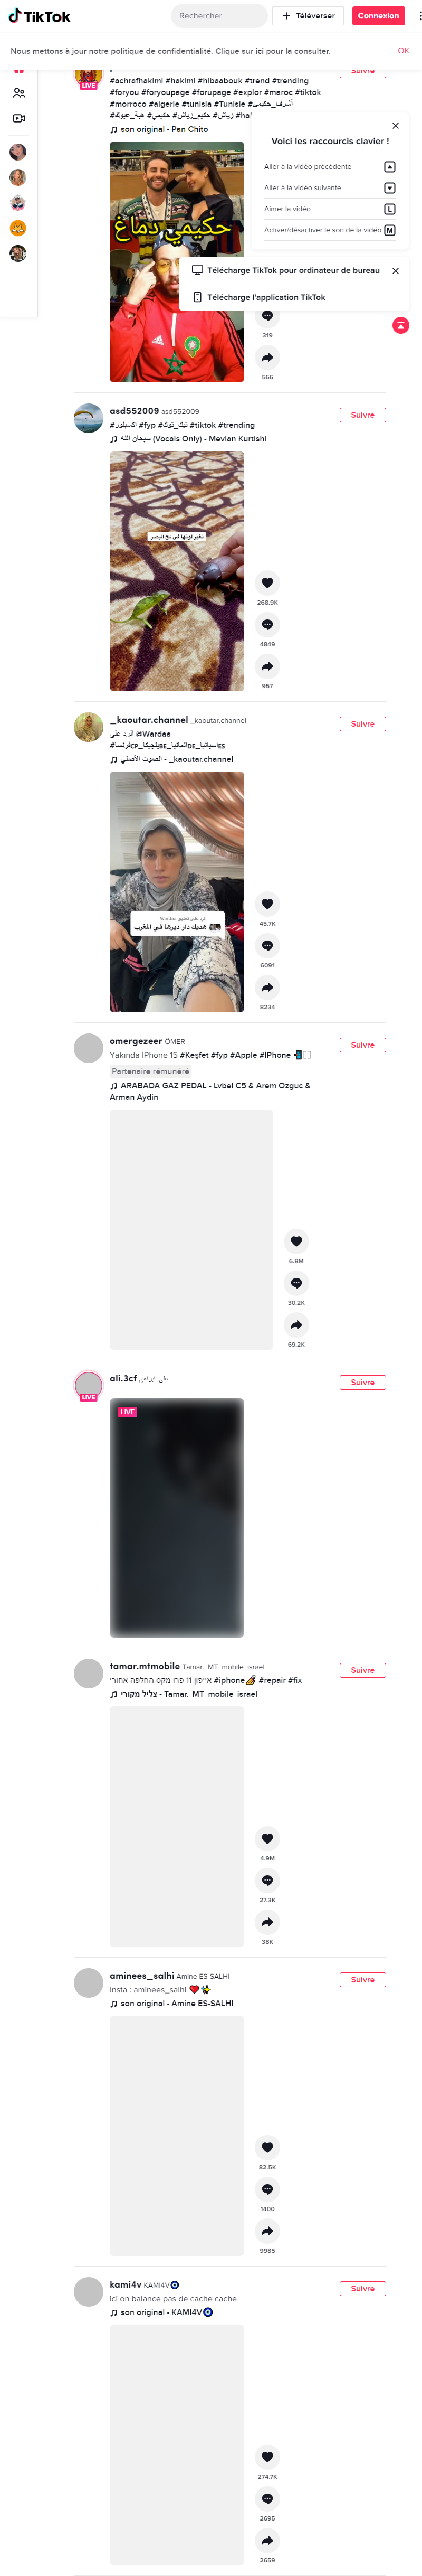 TikTok
Rechercher
Téléverser
Connexion
Nous mettons à jour notre politique de confidentialité. Clique sur ici pour la consulter.
OK
LIVE
Suivre
#achrafhakimi #hakimi #hibaabouk #trend #trending
#foryou #foryoupage #forupage #explor #maroc #tiktok
#morroco #algerie #tunisia #Tunisie #أشرف_حكيمي
#هبة_عبوك #حكيمي #حكيم_زياش #زياش #hal
son original - Pan Chito
حكيمي دماغ
319
566
Voici les raccourcis clavier !
Aller à la vidéo précédente
Aller à la vidéo suivante
Aimer la vidéo
L
Activer/désactiver le son de la vidéo
M
Télécharge TikTok pour ordinateur de bureau
Télécharge l'application TikTok
asd552009 asd552009
Suivre
#اكسبلور #fyp #تيك_توك #tiktok #trending
سبحان الله (Vocals Only) - Mevlan Kurtishi
تغير لونها في لمح البصر
268.9K
4849
957
_kaoutar.channel _kaoutar.channel
Suivre
الرد على @Wardaa
#فرنساCP_بلجيكاBE_المانياDE_اسبانياES
الصوت الأصلي - _kaoutar.channel
الرد على تعليق Wardaa
هديك دار ديرها في المغرب
45.7K
6091
8234
omergezeer ÖMER
Suivre
Yakında İPhone 15 #Keşfet #fyp #Apple #İPhone 📲
Partenaire rémunéré
ARABADA GAZ PEDAL - Lvbel C5 & Arem Ozguc &
Arman Aydin
6.8M
30.2K
69.2K
ali.3cf علي ابراهيم
Suivre
LIVE
LIVE
tamar.mtmobile Tamar. MT mobile israel
Suivre
אייפון 11 פרו מקס החלפה אחורי #iphone #repair #fix
צליל מקורי - Tamar. MT mobile israel
4.9M
27.3K
38K
aminees_salhi Amine ES-SALHI
Suivre
Insta : aminees_salhi ❤️✨
son original - Amine ES-SALHI
82.5K
1400
9985
kami4v KAMI4V🧿
Suivre
ici on balance pas de cache cache
son original - KAMI4V🧿
274.7K
2695
2659